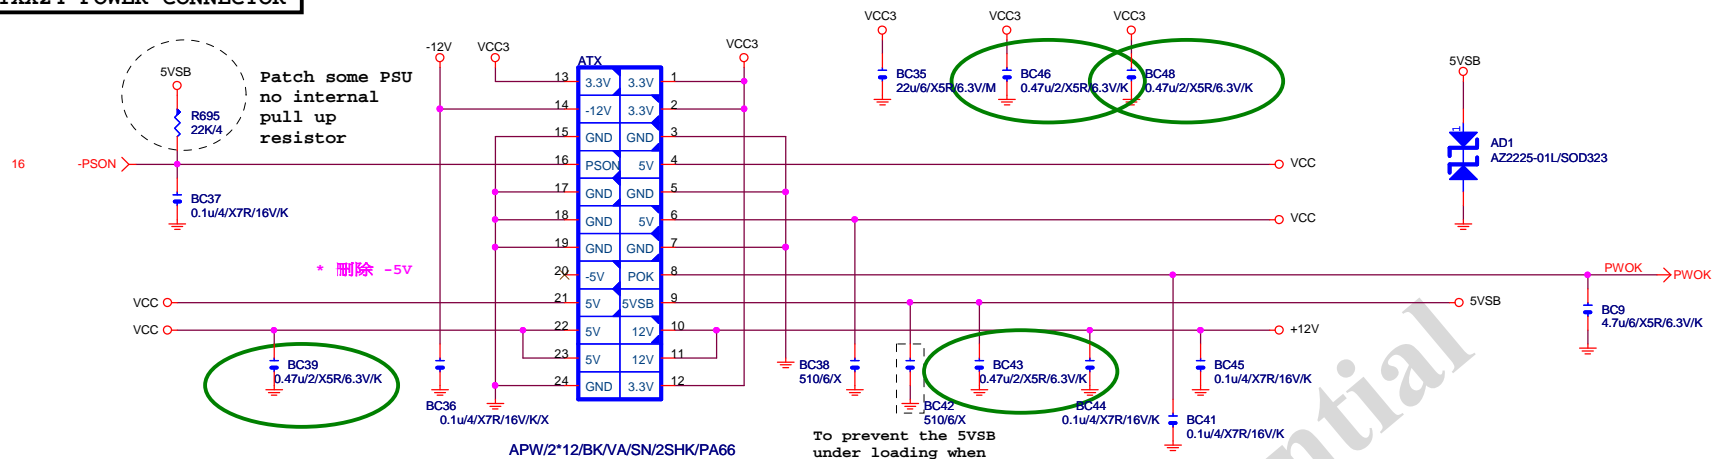 POWER CONNECTOR
5VSB
R695
22K/4
Patch some PSU
no internal
pull up
resistor
16
-PSON
BC37
0.1u/4/X7R/16V/K
* 删除 -5V
VCC
VCC
BC39
0.47u/2/X5R/6.3V/K
-12V
VCC3
ATX
VCC3
13 3.3V 3.3V 1
14 -12V 3.3V 2
15 GND GND 3
16 PSON 5V 4
17 GND GND 5
18 GND 5V 6
19 GND GND 7
20 -5V POK 8
21 5V 5VSB 9
22 5V 12V 10
23 5V 12V 11
24 GND 3.3V 12
BC36
0.1u/4/X7R/16V/K/X
APW/2*12/BK/VA/SN/2SHK/PA66
VCC3
BC35
22u/6/X5R/6.3V/M
VCC3
BC46
0.47u/2/X5R/6.3V/K
VCC3
BC48
0.47u/2/X5R/6.3V/K
5VSB
1
AD1
AZ2225-01L/SOD323
VCC
VCC
PWOK
PWOK
5VSB
+12V
BC9
4.7u/6/X5R/6.3V/K
BC38
510/6/X
BC42
510/6/X
BC43
0.47u/2/X5R/6.3V/K
BC44
0.1u/4/X7R/16V/K
BC45
0.1u/4/X7R/16V/K
BC41
0.1u/4/X7R/16V/K
To prevent the 5VSB
under loading when
ntial